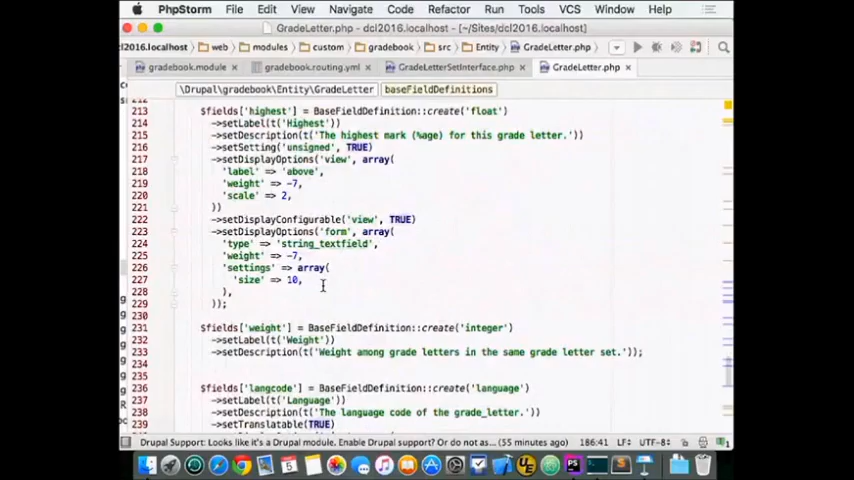 PhpStorm File Edit View Navigate Code Refactor Run Tools VCS Window Help
GradeLetter.php - dcl2016.localhost - [~/Sites/dcl2016.localhost]
cl2016.localhost web modules custom gradebook src Entity GradeLetter.php
gradebook.module gradebook.routing.yml GradeLetterSetInterface.php GradeLetter.php
\Drupal\gradebook\Entity\GradeLetter baseFieldDefinitions
213 $fields['highest'] = BaseFieldDefinition::create('float')
214 ->setLabel(t('Highest'))
215 ->setDescription(t('The highest mark (%age) for this grade letter.'))
216 ->setSetting('unsigned', TRUE)
217 ->setDisplayOptions('view', array(
218 'label' => 'above',
219 'weight' => -7,
220 'scale' => 2,
221 ))
222 ->setDisplayConfigurable('view', TRUE)
223 ->setDisplayOptions('form', array(
224 'type' => 'string_textfield',
225 'weight' => -7,
226 'settings' => array(
227 'size' => 10,
228 ),
229 ));
230
231 $fields['weight'] = BaseFieldDefinition::create('integer')
232 ->setLabel(t('Weight'))
233 ->setDescription(t('Weight among grade letters in the same grade letter set.'));
234
235
236 $fields['langcode'] = BaseFieldDefinition::create('language')
237 ->setLabel(t('Language'))
238 ->setDescription(t('The language code of the grade_letter.'))
239 ->setTranslatable(TRUE)
Drupal Support: Looks like it's a Drupal module. Enable Drupal support? Or do not as... (55 minutes ago) 186:41 LF UTF-8